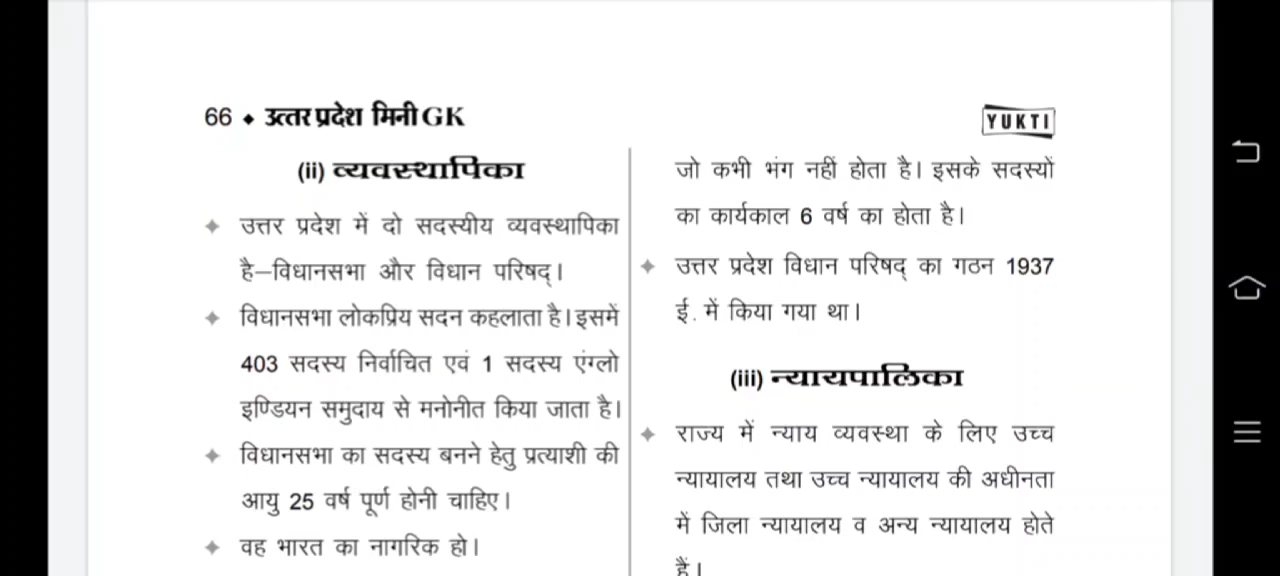 66 ◆ उत्तर प्रदेश मिनी GK
YUKTI
(ii) व्यवस्थापिका
✦ उत्तर प्रदेश में दो सदस्यीय व्यवस्थापिका
है–विधानसभा और विधान परिषद्।
✦ विधानसभा लोकप्रिय सदन कहलाता है। इसमें
403 सदस्य निर्वाचित एवं 1 सदस्य एंग्लो
इण्डियन समुदाय से मनोनीत किया जाता है।
✦ विधानसभा का सदस्य बनने हेतु प्रत्याशी की
आयु 25 वर्ष पूर्ण होनी चाहिए।
✦ वह भारत का नागरिक हो।
जो कभी भंग नहीं होता है। इसके सदस्यों
का कार्यकाल 6 वर्ष का होता है।
✦ उत्तर प्रदेश विधान परिषद् का गठन 1937
ई. में किया गया था।
(iii) न्यायपालिका
✦ राज्य में न्याय व्यवस्था के लिए उच्च
न्यायालय तथा उच्च न्यायालय की अधीनता
में जिला न्यायालय व अन्य न्यायालय होते
हैं।